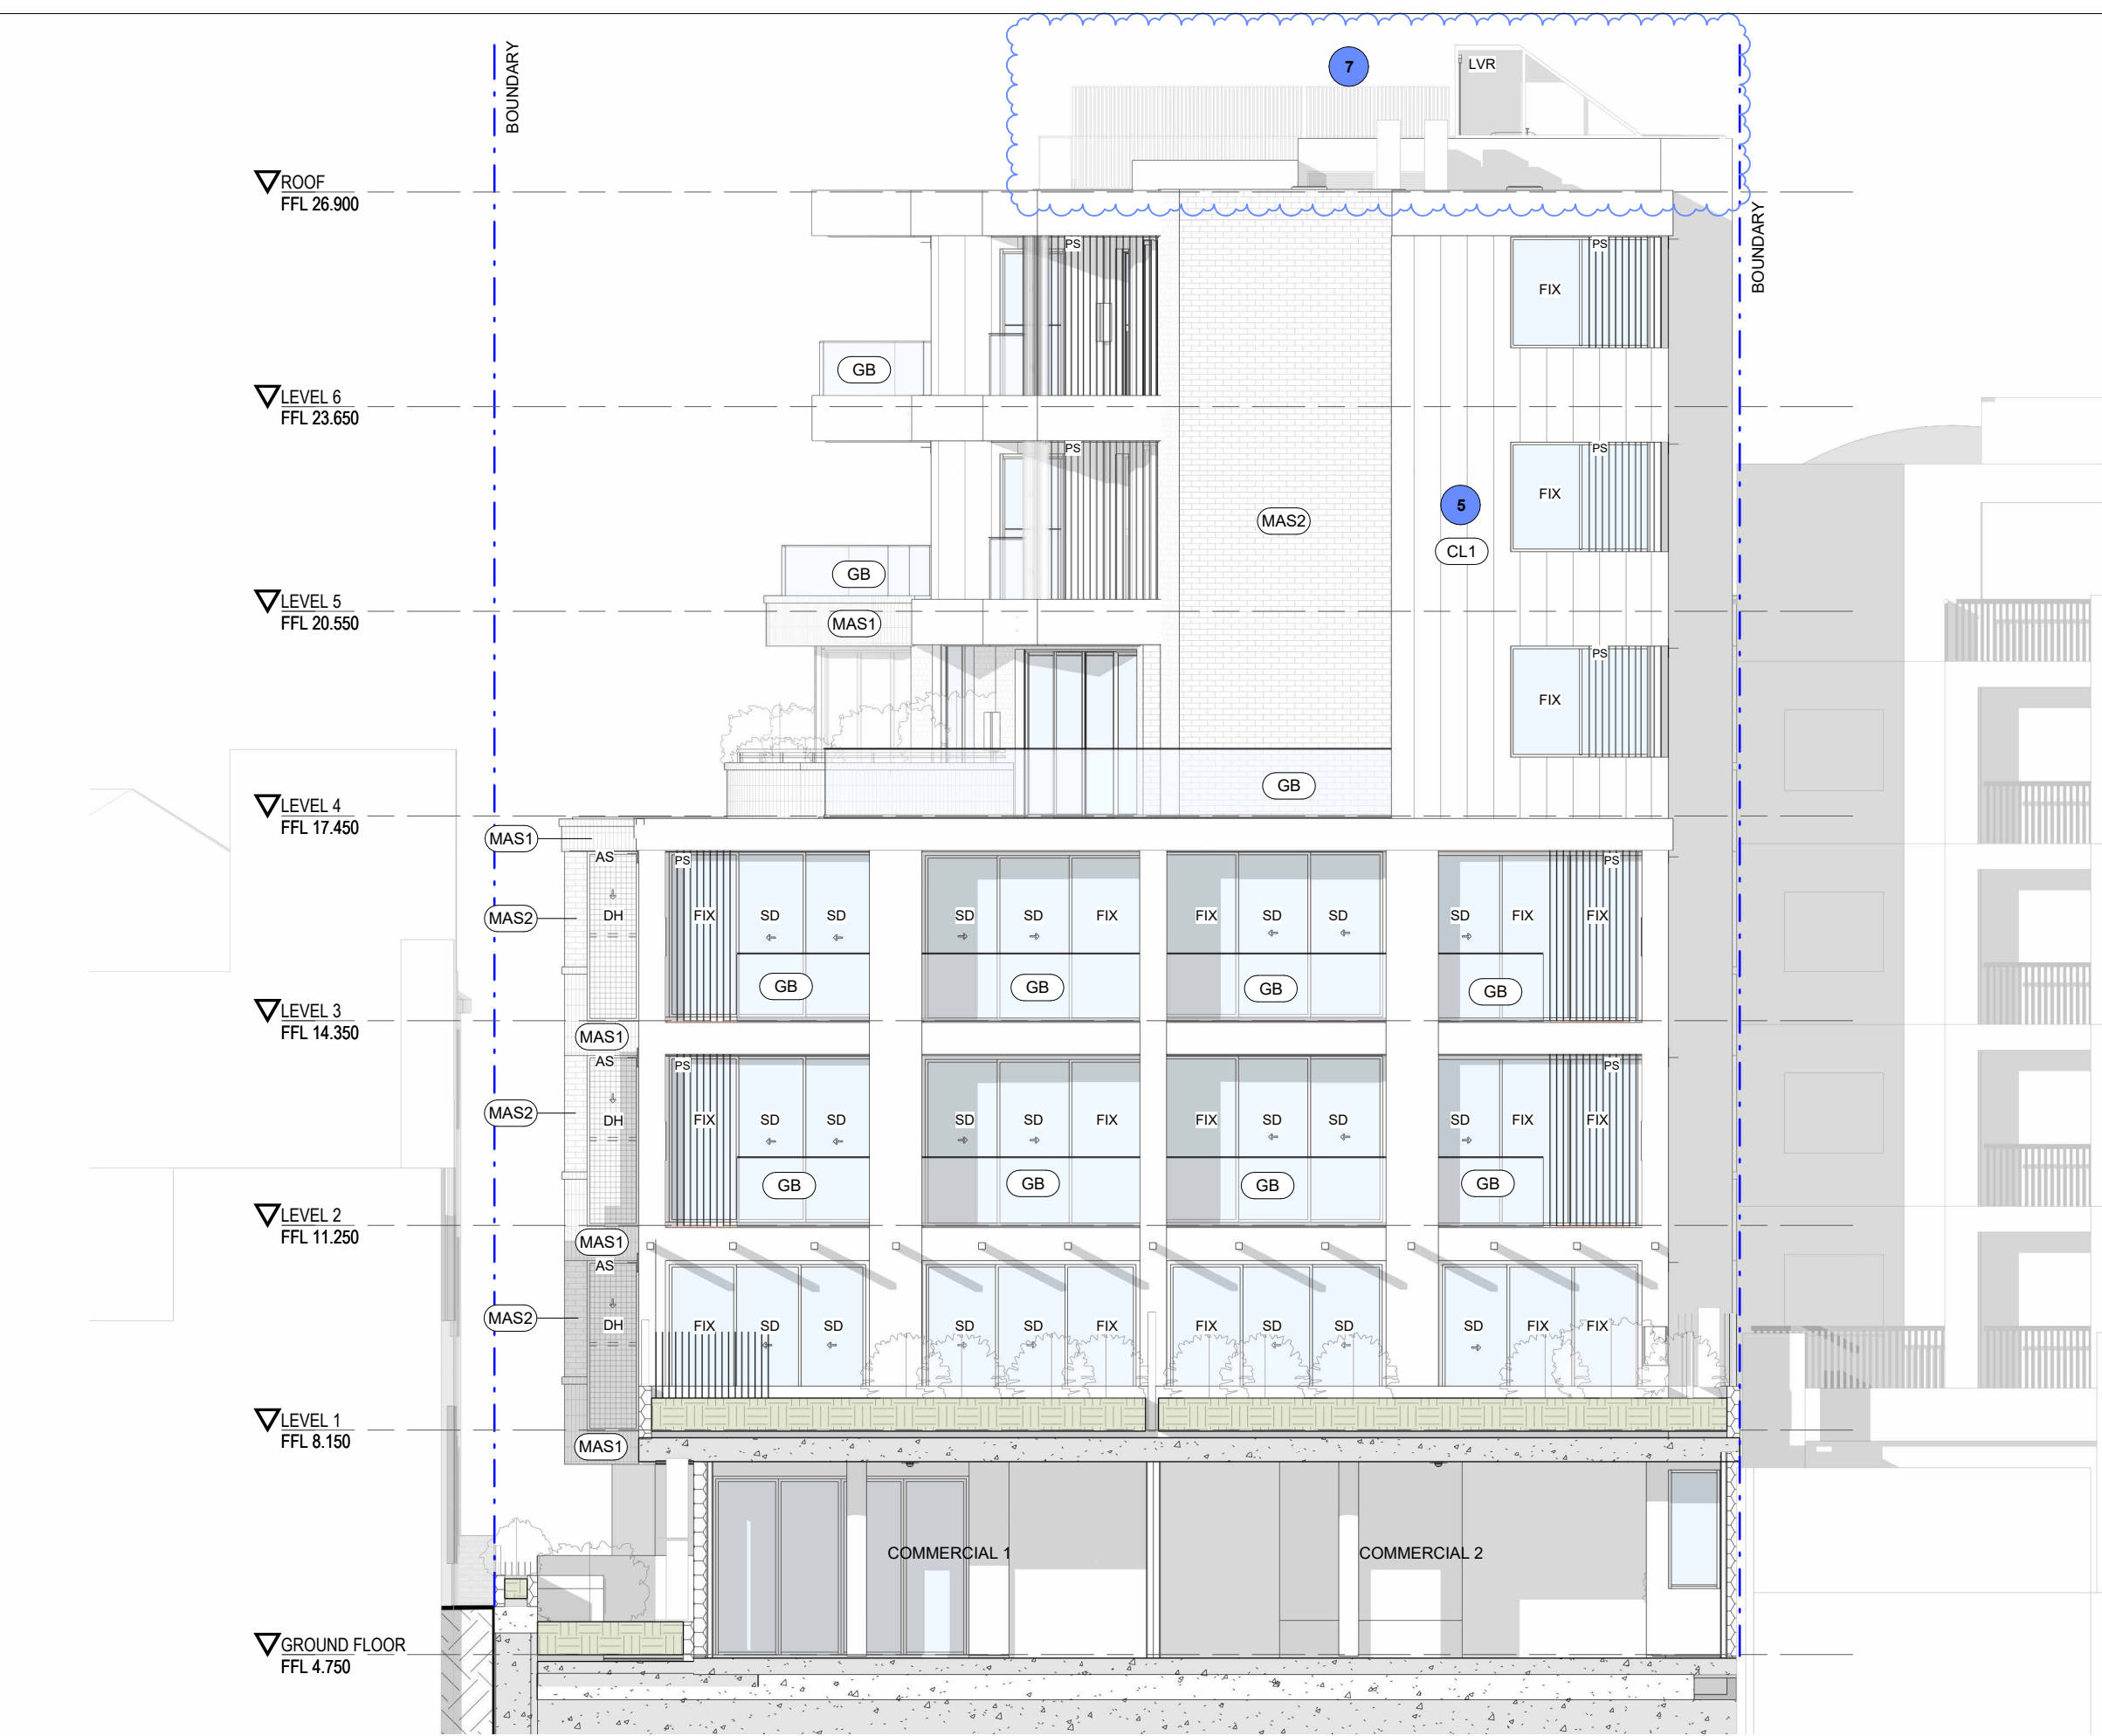 BOUNDARY
7
LVR
ROOF
FFL 26.900
BOUNDARY
PS
PS
FIX
GB
LEVEL 6
FFL 23.650
PS
PS
FIX
5
MAS2
CL1
GB
LEVEL 5
FFL 20.550
MAS1
PS
FIX
GB
LEVEL 4
FFL 17.450
MAS1
AS
PS
PS
MAS2
DH
FIX
SD
SD
SD
SD
FIX
FIX
SD
SD
SD
FIX
FIX
GB
GB
GB
GB
LEVEL 3
FFL 14.350
MAS1
AS
PS
PS
MAS2
DH
FIX
SD
SD
SD
SD
FIX
FIX
SD
SD
SD
FIX
FIX
GB
GB
GB
GB
LEVEL 2
FFL 11.250
MAS1
AS
MAS2
DH
FIX
SD
SD
SD
SD
FIX
FIX
SD
SD
SD
FIX
FIX
LEVEL 1
FFL 8.150
MAS1
COMMERCIAL 1
COMMERCIAL 2
GROUND FLOOR
FFL 4.750